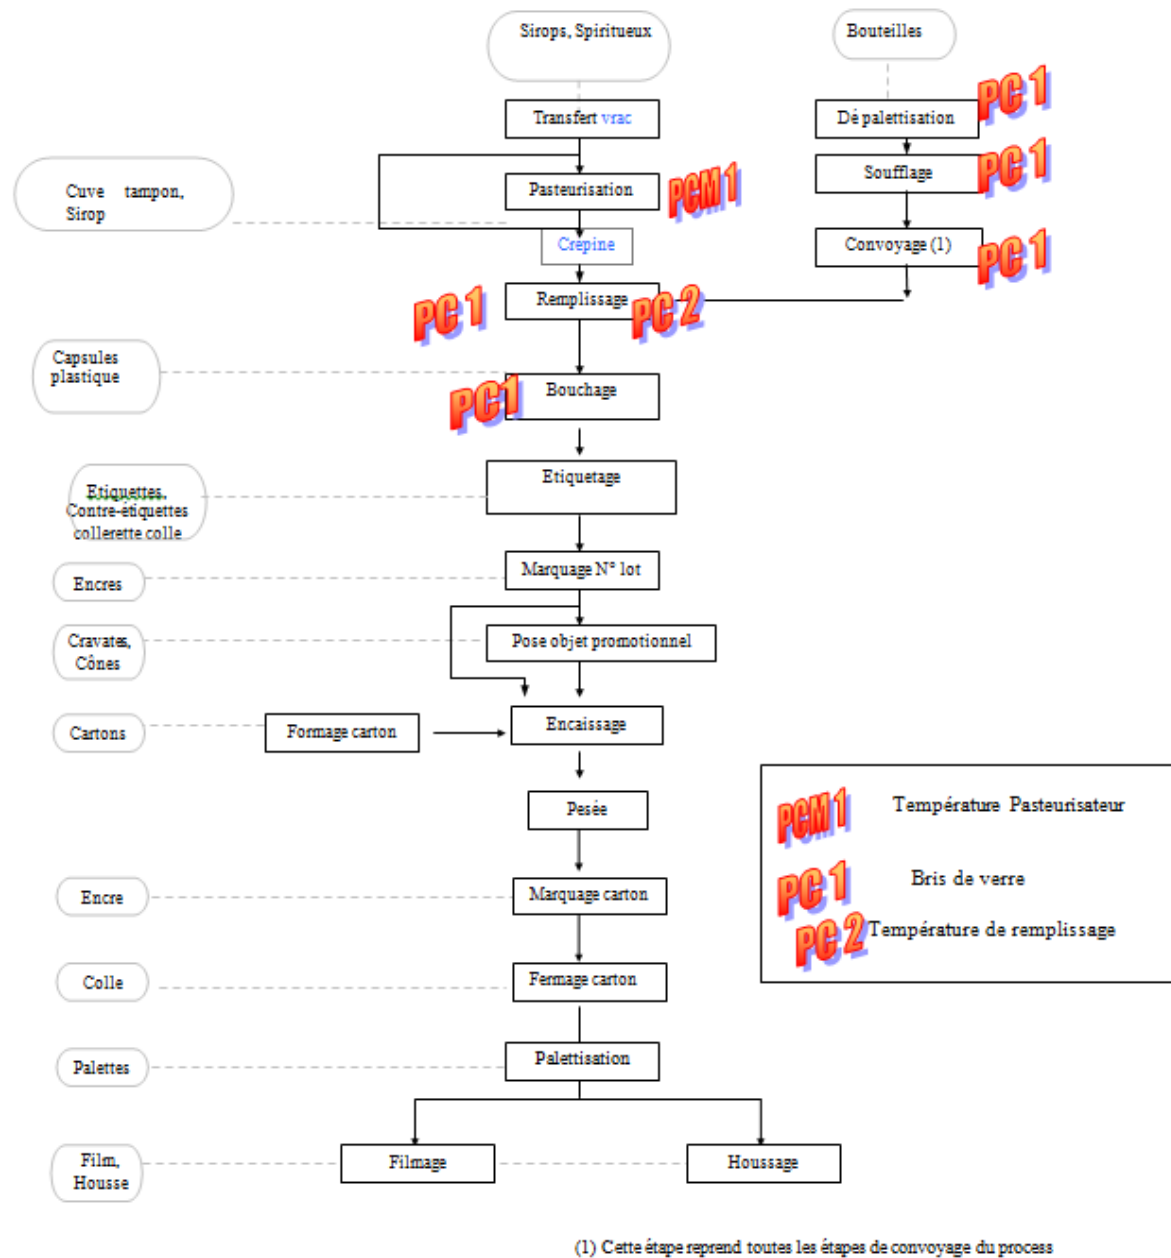 Sirops, Spiritueux
Bouteilles
Transfert vrac
Dé palettisation
PC 1
Cuve tampon,
Sirop
Pasteurisation
PCM 1
Soufflage
PC 1
Crépine
Convoyage (1)
PC 1
PC 1
Remplissage
PC 2
Capsules
plastique
PC1
Bouchage
Etiquettes,
Contre-étiquettes
collerette colle
Etiquetage
Encres
Marquage N° lot
Cravates,
Cônes
Pose objet promotionnel
Cartons
Formage carton
Encaissage
Pesée
PCM 1 Température Pasteurisateur
PC 1 Bris de verre
PC 2 Température de remplissage
Encre
Marquage carton
Colle
Fermage carton
Palettes
Palettisation
Film,
Housse
Filmage
Houssage
(1) Cette étape reprend toutes les étapes de convoyage du process